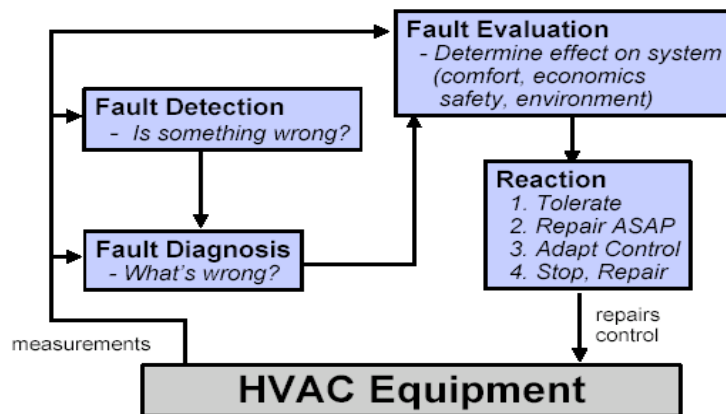 Fault Evaluation
- Determine effect on system
(comfort, economics
safety, environment)
Fault Detection
- Is something wrong?
Reaction
1. Tolerate
2. Repair ASAP
3. Adapt Control
4. Stop, Repair
Fault Diagnosis
- What's wrong?
measurements
repairs
control
HVAC Equipment